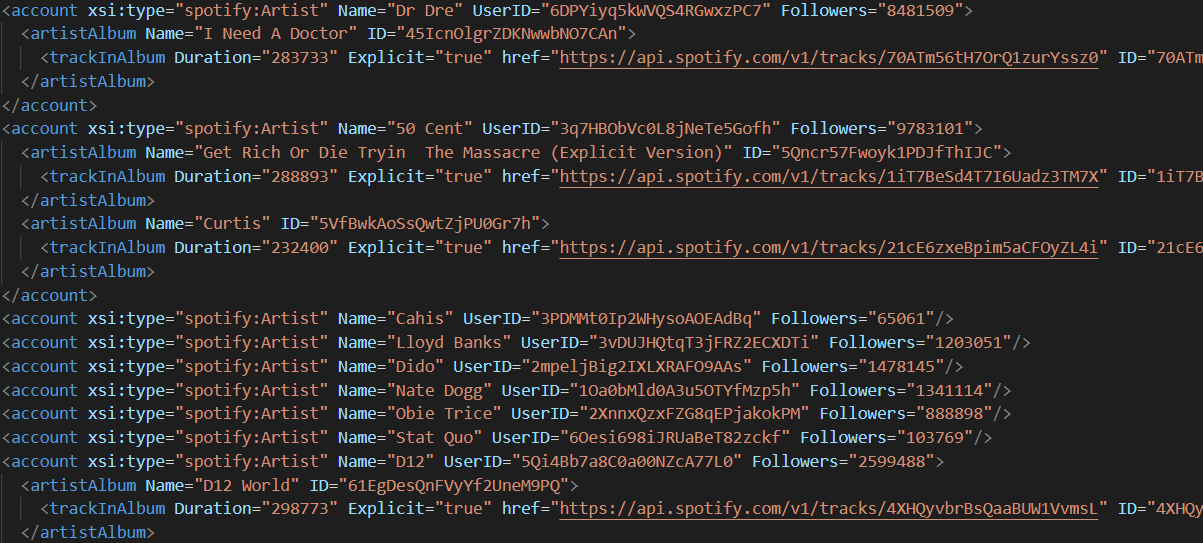 <account xsi:type="spotify:Artist" Name="Dr Dre" UserID="6DPYiyq5kWVQS4RGwxzPC7" Followers="8481509">
<artistAlbum Name="I Need A Doctor" ID="45IcnOlgrZDKNwwbNO7CAn">
<trackInAlbum Duration="283733" Explicit="true" href="https://api.spotify.com/v1/tracks/70ATm56tH7OrQ1zurYssz0" ID="70ATm
</artistAlbum>
</account>
<account xsi:type="spotify:Artist" Name="50 Cent" UserID="3q7HBObVc0L8jNeTe5Gofh" Followers="9783101">
<artistAlbum Name="Get Rich Or Die Tryin  The Massacre (Explicit Version)" ID="5Qncr57Fwoyk1PDJfThIJC">
<trackInAlbum Duration="288893" Explicit="true" href="https://api.spotify.com/v1/tracks/1iT7BeSd4T7I6Uadz3TM7X" ID="1iT7B
</artistAlbum>
<artistAlbum Name="Curtis" ID="5VfBwkAoSsQwtZjPU0Gr7h">
<trackInAlbum Duration="232400" Explicit="true" href="https://api.spotify.com/v1/tracks/21cE6zxeBpim5aCFOyZL4i" ID="21cE6
</artistAlbum>
</account>
<account xsi:type="spotify:Artist" Name="Cahis" UserID="3PDMMt0Ip2WHysoAOEAdBq" Followers="65061"/>
<account xsi:type="spotify:Artist" Name="Lloyd Banks" UserID="3vDUJHQtqT3jFRZ2ECXDTi" Followers="1203051"/>
<account xsi:type="spotify:Artist" Name="Dido" UserID="2mpeljBig2IXLXRAFO9AAs" Followers="1478145"/>
<account xsi:type="spotify:Artist" Name="Nate Dogg" UserID="1Oa0bMld0A3u5OTYfMzp5h" Followers="1341114"/>
<account xsi:type="spotify:Artist" Name="Obie Trice" UserID="2XnnxQzxFZG8qEPjakokPM" Followers="888898"/>
<account xsi:type="spotify:Artist" Name="Stat Quo" UserID="6Oesi698iJRUaBeT82zckf" Followers="103769"/>
<account xsi:type="spotify:Artist" Name="D12" UserID="5Qi4Bb7a8C0a00NZcA77L0" Followers="2599488">
<artistAlbum Name="D12 World" ID="61EgDesQnFVyYf2UneM9PQ">
<trackInAlbum Duration="298773" Explicit="true" href="https://api.spotify.com/v1/tracks/4XHQyvbrBsQaaBUW1VvmsL" ID="4XHQy
</artistAlbum>